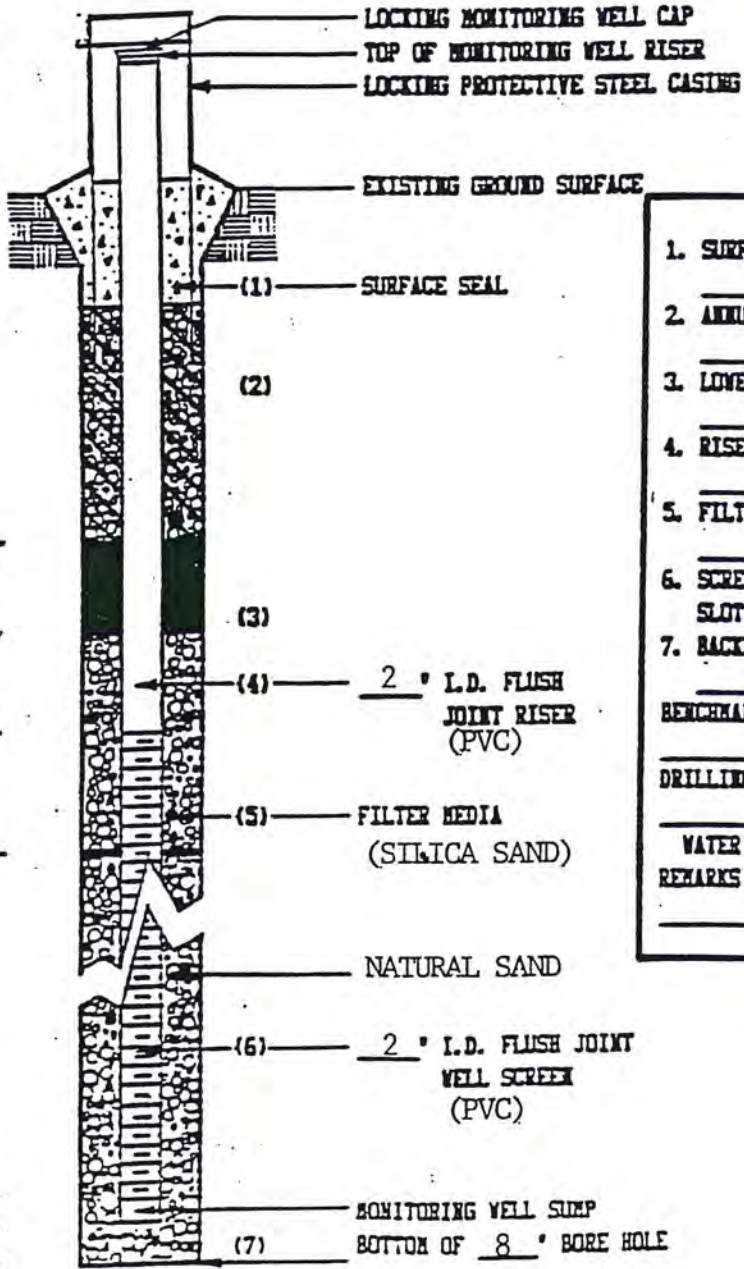 LOCKING MONITORING WELL CAP
TOP OF MONITORING WELL RISER
LOCKING PROTECTIVE STEEL CASING
EXISTING GROUND SURFACE
(1) SURFACE SEAL
(2)
(3)
(4) 2 " I.D. FLUSH
JOINT RISER
(PVC)
(5) FILTER MEDIA
(SILICA SAND)
NATURAL SAND
(6) 2 " I.D. FLUSH JOINT
WELL SCREEN
(PVC)
MONITORING WELL SUMP
(7) BOTTOM OF 8 " BORE HOLE
1. SURF
2. ANNU
3. LOWE
4. RISE
5. FILT
6. SCREE
SLOT
7. BACK
BENCHMA
DRILLIN
WATER
REMARKS